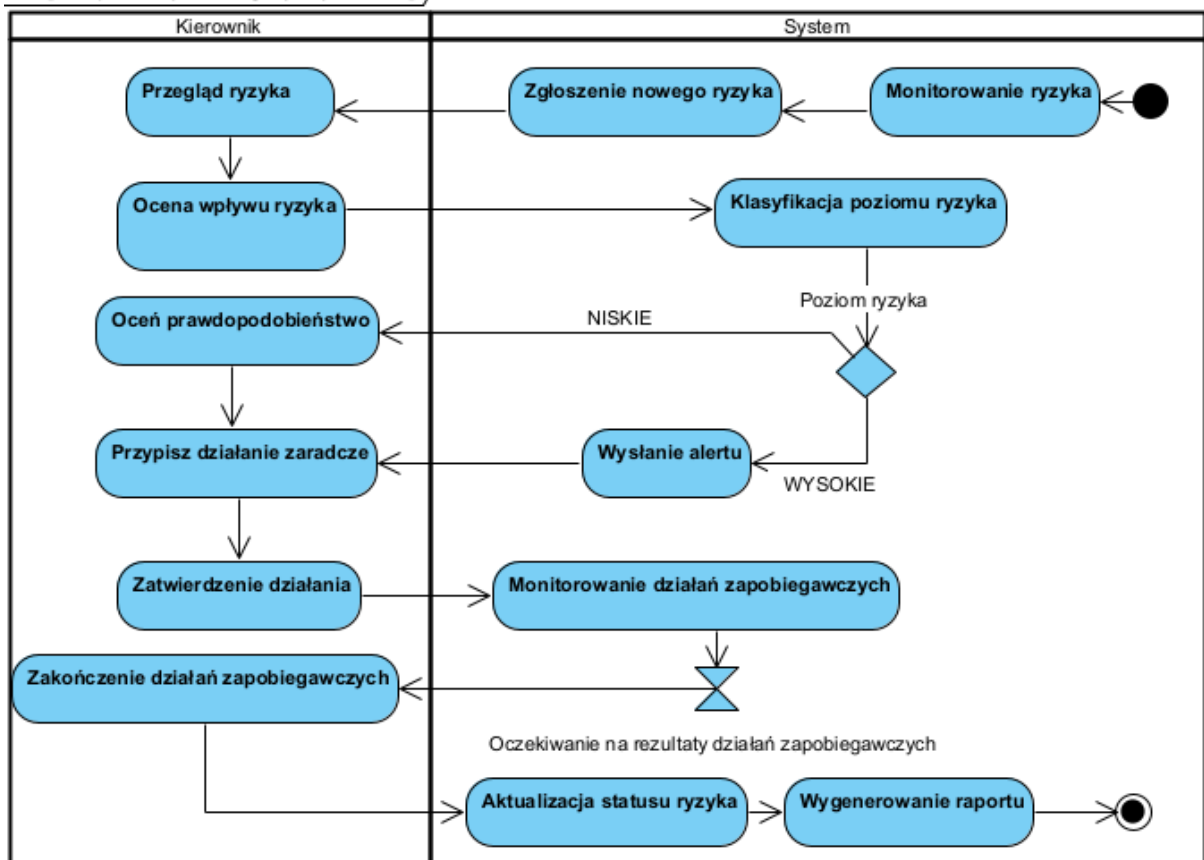 Kierownik
System
Przegląd ryzyka
Zgłoszenie nowego ryzyka
Monitorowanie ryzyka
Ocena wpływu ryzyka
Klasyfikacja poziomu ryzyka
Poziom ryzyka
Oceń prawdopodobieństwo
NISKIE
Przypisz działanie zaradcze
Wysłanie alertu
WYSOKIE
Zatwierdzenie działania
Monitorowanie działań zapobiegawczych
Zakończenie działań zapobiegawczych
Oczekiwanie na rezultaty działań zapobiegawczych
Aktualizacja statusu ryzyka
Wygenerowanie raportu